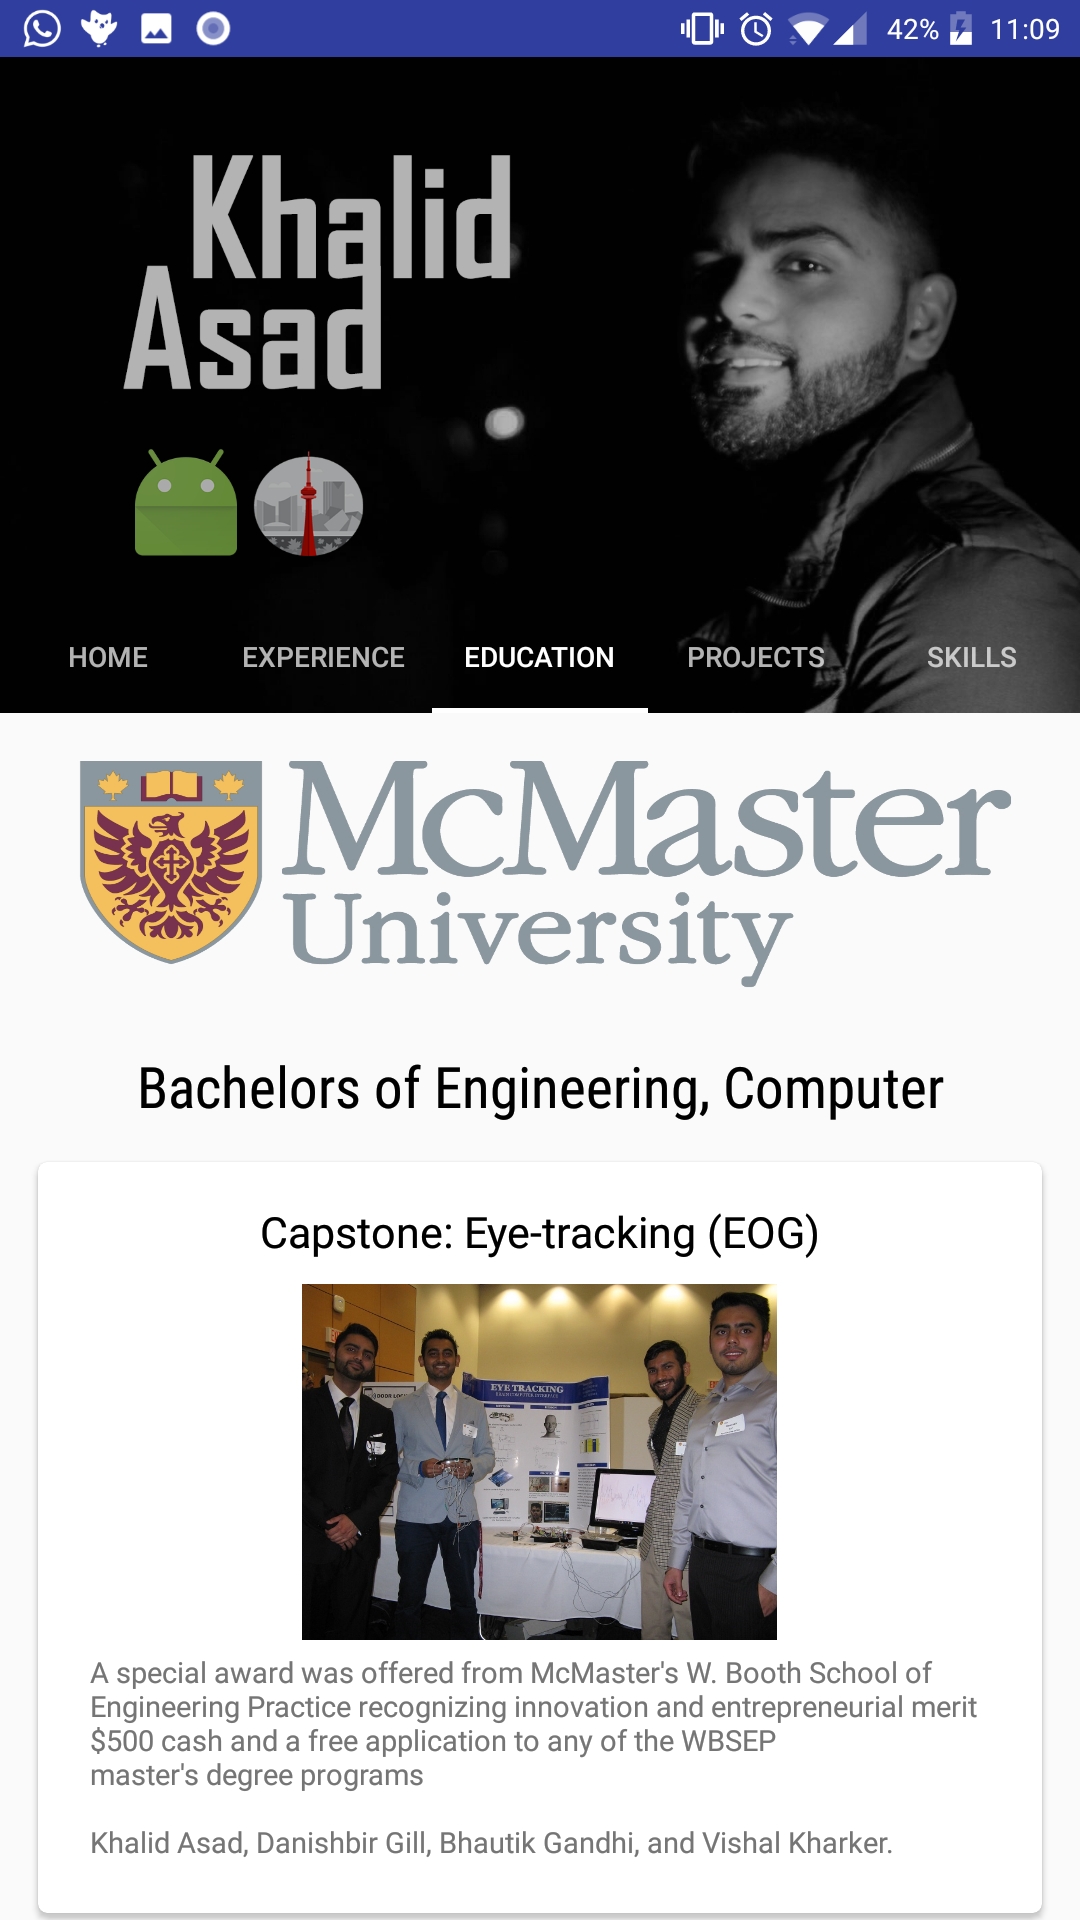 42% 11:09
Khalid
Asad
HOME EXPERIENCE EDUCATION PROJECTS SKILLS
McMaster
University
Bachelors of Engineering, Computer
Capstone: Eye-tracking (EOG)
EYE TRACKING
BRAIN COMPUTER INTERFACE
A special award was offered from McMaster's W. Booth School of
Engineering Practice recognizing innovation and entrepreneurial merit
$500 cash and a free application to any of the WBSEP
master's degree programs
Khalid Asad, Danishbir Gill, Bhautik Gandhi, and Vishal Kharker.